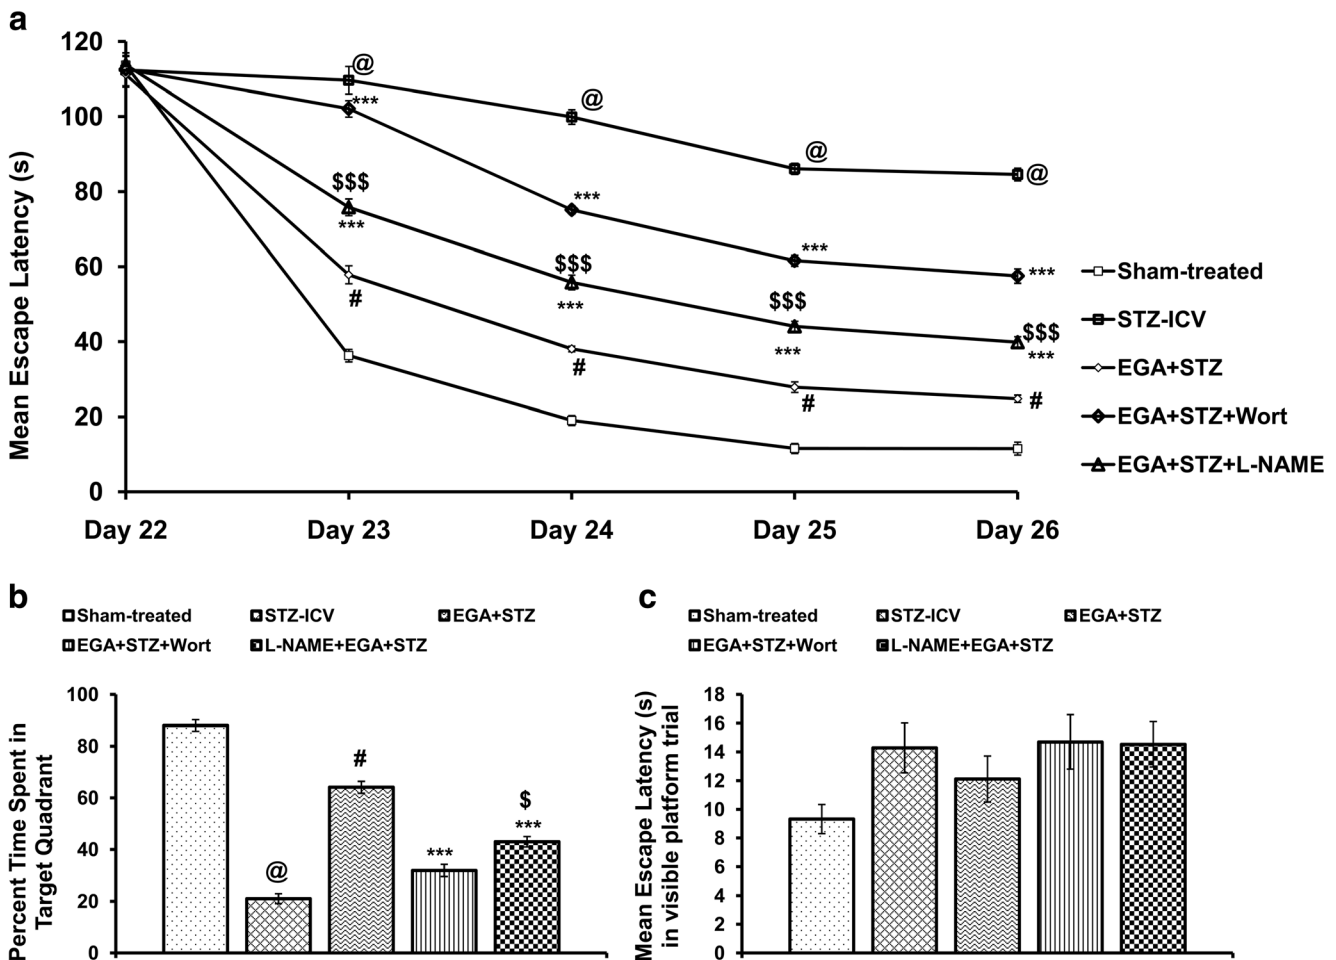 a
Mean Escape Latency (s)
120
100
80
60
40
20
0
@
@
@
@
***
***
***
***
$$$
***
$$$
***
$$$
***
$$$
***
#
#
#
#
Day 22 Day 23 Day 24 Day 25 Day 26
Sham-treated
STZ-ICV
EGA+STZ
EGA+STZ+Wort
EGA+STZ+L-NAME
b
Sham-treated STZ-ICV EGA+STZ
EGA+STZ+Wort L-NAME+EGA+STZ
Percent Time Spent in
Target Quadrant
100
80
60
40
20
0
@
#
***
$
***
c
Sham-treated STZ-ICV EGA+STZ
EGA+STZ+Wort L-NAME+EGA+STZ
Mean Escape Latency (s)
in visible platform trial
18
16
14
12
10
8
6
4
2
0